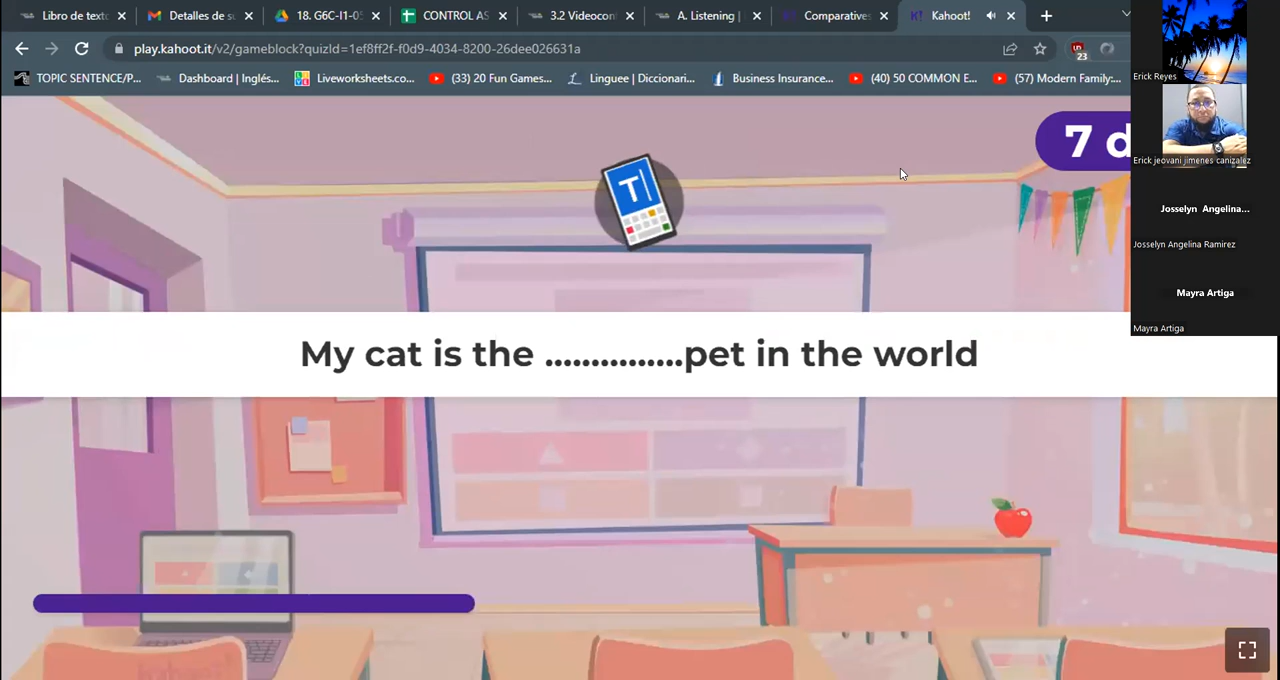 Libro de texto
Detalles de su
18. G6C-I1-0
CONTROL AS
3.2 Videocon
A. Listening |
Comparatives
K! Kahoot!
play.kahoot.it/v2/gameblock?quizId=1ef8ff2f-f0d9-4034-8200-26dee026631a
23
TOPIC SENTENCE/P...
Dashboard | Inglés...
Liveworksheets.co...
(33) 20 Fun Games...
Linguee | Diccionari...
Business Insurance...
(40) 50 COMMON E...
(57) Modern Family:...
Erick Reyes
7 d
Erick jeovani jimenes canizalez
Josselyn Angelina...
Josselyn Angelina Ramirez
Mayra Artiga
Mayra Artiga
T
My cat is the ...............pet in the world